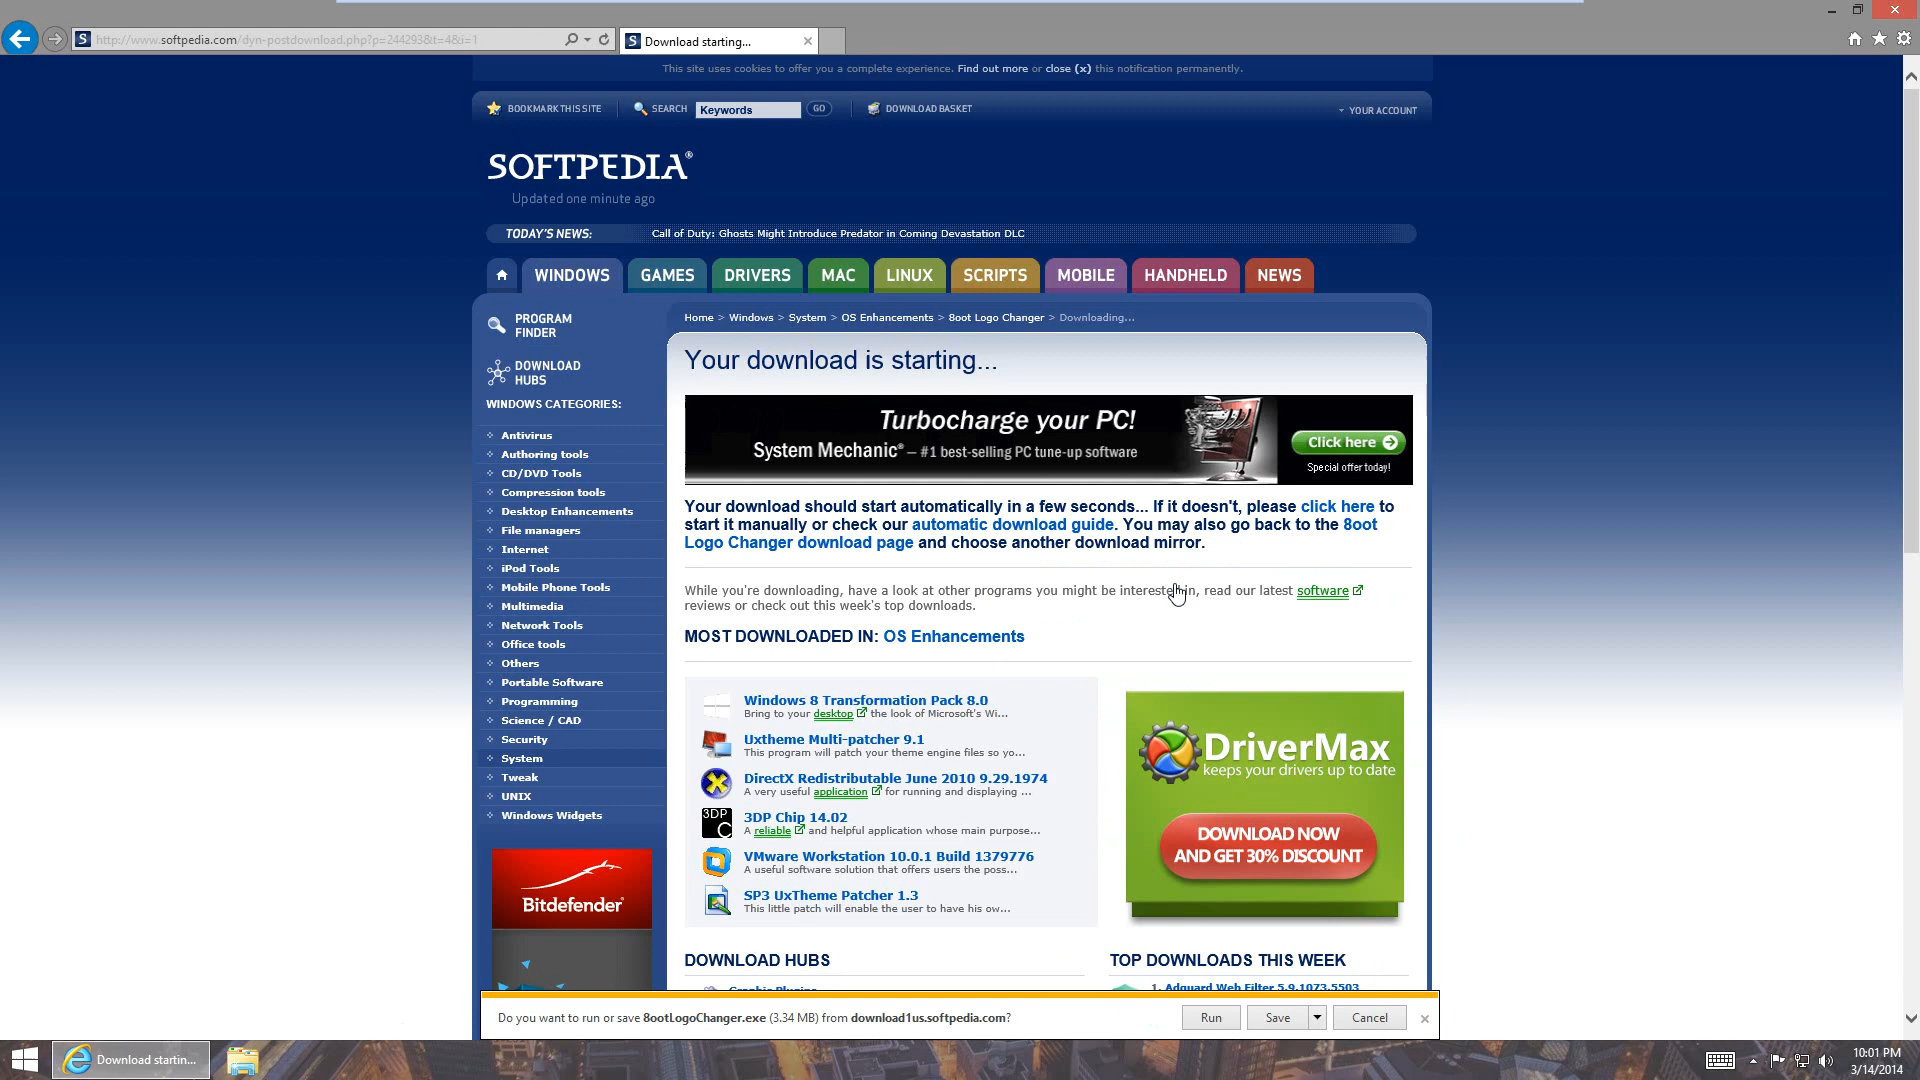 http://www.softpedia.com/dyn-postdownload.php?p=244293&t=4&i=1
Download starting...
This site uses cookies to offer you a complete experience. Find out more or close (x) this notification permanently.
BOOKMARK THIS SITE
SEARCH
Keywords
GO
DOWNLOAD BASKET
YOUR ACCOUNT
SOFTPEDIA®
Updated one minute ago
TODAY'S NEWS:
Call of Duty: Ghosts Might Introduce Predator in Coming Devastation DLC
WINDOWS
GAMES
DRIVERS
MAC
LINUX
SCRIPTS
MOBILE
HANDHELD
NEWS
PROGRAM
FINDER
DOWNLOAD
HUBS
WINDOWS CATEGORIES:
Antivirus
Authoring tools
CD/DVD Tools
Compression tools
Desktop Enhancements
File managers
Internet
iPod Tools
Mobile Phone Tools
Multimedia
Network Tools
Office tools
Others
Portable Software
Programming
Science / CAD
Security
System
Tweak
UNIX
Windows Widgets
Bitdefender
Home > Windows > System > OS Enhancements > 8oot Logo Changer > Downloading...
Your download is starting...
Turbocharge your PC!
System Mechanic® — #1 best-selling PC tune-up software
Click here
Special offer today!
Your download should start automatically in a few seconds... If it doesn't, please click here to
start it manually or check our automatic download guide. You may also go back to the 8oot
Logo Changer download page and choose another download mirror.
While you're downloading, have a look at other programs you might be interested in, read our latest software
reviews or check out this week's top downloads.
MOST DOWNLOADED IN: OS Enhancements
Windows 8 Transformation Pack 8.0
Bring to your desktop the look of Microsoft's Wi...
Uxtheme Multi-patcher 9.1
This program will patch your theme engine files so yo...
DirectX Redistributable June 2010 9.29.1974
A very useful application for running and displaying ...
3DP
C
3DP Chip 14.02
A reliable and helpful application whose main purpose...
VMware Workstation 10.0.1 Build 1379776
A useful software solution that offers users the poss...
SP3 UxTheme Patcher 1.3
This little patch will enable the user to have his ow...
DriverMax
keeps your drivers up to date
DOWNLOAD NOW
AND GET 30% DISCOUNT
DOWNLOAD HUBS
TOP DOWNLOADS THIS WEEK
Graphic Plugins
1. Adguard Web Filter 5.9.1073.5503
Do you want to run or save 8ootLogoChanger.exe (3.34 MB) from download1us.softpedia.com?
Run
Save
Cancel
Download startin...
10:01 PM
3/14/2014